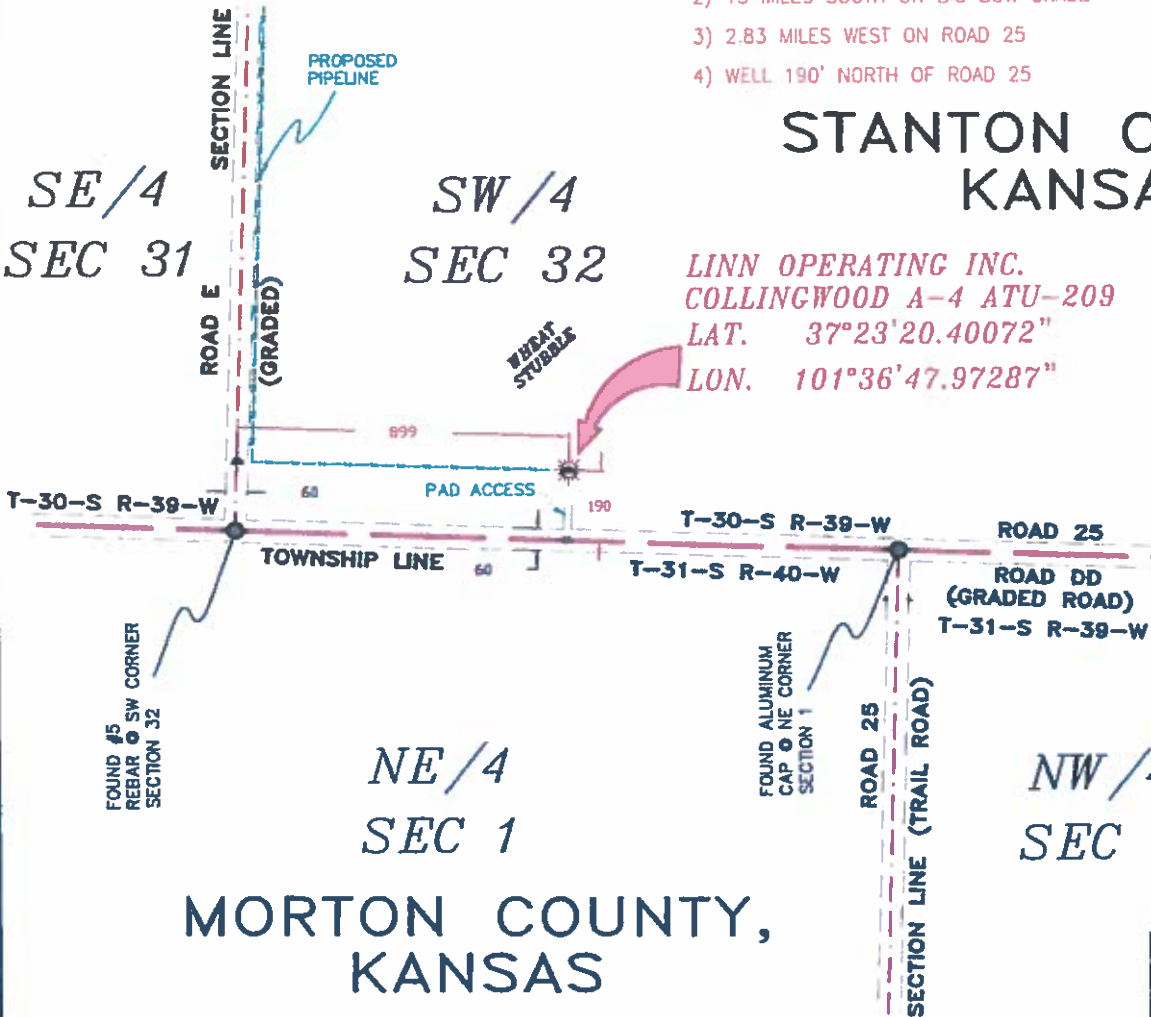 3) 2.83 MILES WEST ON ROAD 25
4) WELL 190' NORTH OF ROAD 25
STANTON
KANSA
SECTION LINE
PROPOSED
PIPELINE
SE/4
SEC 31
SW/4
SEC 32
ROAD E
(GRADED)
WHEAT
STUBBLE
LINN OPERATING INC.
COLLINGWOOD A-4 ATU-209
LAT. 37°23'20.40072"
LON. 101°36'47.97287"
899
60
PAD ACCESS
190
T-30-S R-39-W
T-30-S R-39-W
ROAD 25
TOWNSHIP LINE
60
T-31-S R-40-W
ROAD DD
(GRADED ROAD)
T-31-S R-39-W
FOUND #5
REBAR @ SW CORNER
SECTION 32
FOUND ALUMINUM
CAP @ NE CORNER
SECTION 1
ROAD 25
SECTION LINE (TRAIL ROAD)
NE/4
SEC 1
NW/4
SEC
MORTON COUNTY,
KANSAS